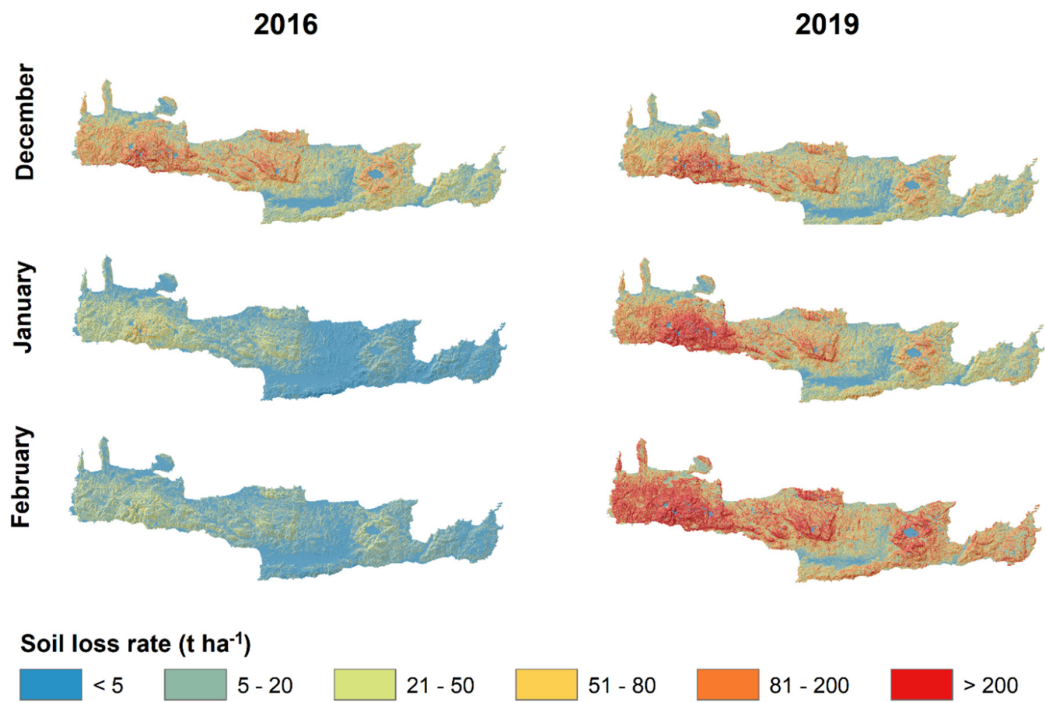 2016 2019
December
January
February
Soil loss rate (t ha⁻¹)
< 5 5 - 20 21 - 50 51 - 80 81 - 200 > 200